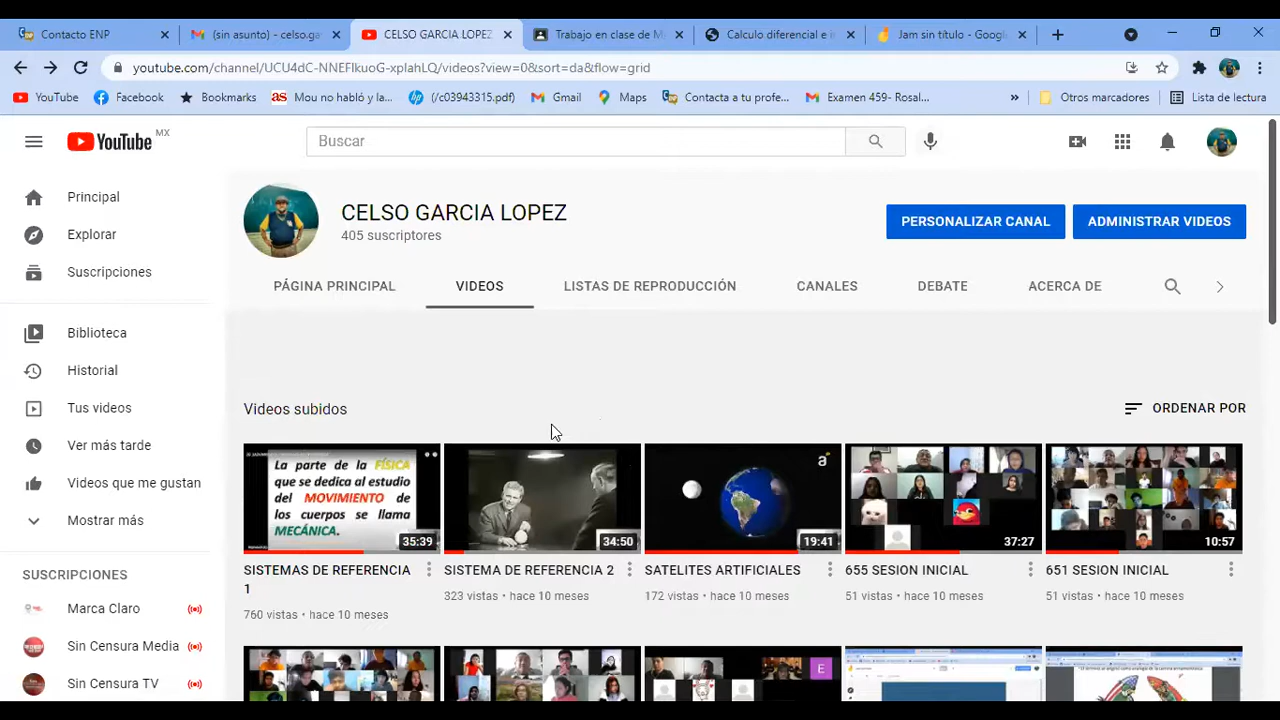 Contacto ENP
(sin asunto) - celso.ga
CELSO GARCIA LOPEZ
Trabajo en clase de M
Calculo diferencial e i
Jam sin título - Google
youtube.com/channel/UCU4dC-NNEFIkuoG-xpIahLQ/videos?view=0&sort=da&flow=grid
YouTube
Facebook
Bookmarks
Mou no habló y la...
(/c03943315.pdf)
Gmail
Maps
Contacta a tu profe...
Examen 459- Rosal...
»
Otros marcadores
Lista de lectura
YouTube MX
Buscar
Principal
Explorar
Suscripciones
Biblioteca
Historial
Tus videos
Ver más tarde
Videos que me gustan
Mostrar más
SUSCRIPCIONES
Marca Claro
Sin Censura Media
Sin Censura TV
CELSO GARCIA LOPEZ
405 suscriptores
PERSONALIZAR CANAL
ADMINISTRAR VIDEOS
PÁGINA PRINCIPAL
VIDEOS
LISTAS DE REPRODUCCIÓN
CANALES
DEBATE
ACERCA DE
Videos subidos
ORDENAR POR
La parte de la FÍSICA
que se dedica al estudio
del MOVIMIENTO de
los cuerpos se llama
MECÁNICA.
35:39
34:50
19:41
37:27
10:57
SISTEMAS DE REFERENCIA
1
760 vistas • hace 10 meses
SISTEMA DE REFERENCIA 2
323 vistas • hace 10 meses
SATELITES ARTIFICIALES
172 vistas • hace 10 meses
655 SESION INICIAL
51 vistas • hace 10 meses
651 SESION INICIAL
51 vistas • hace 10 meses
E